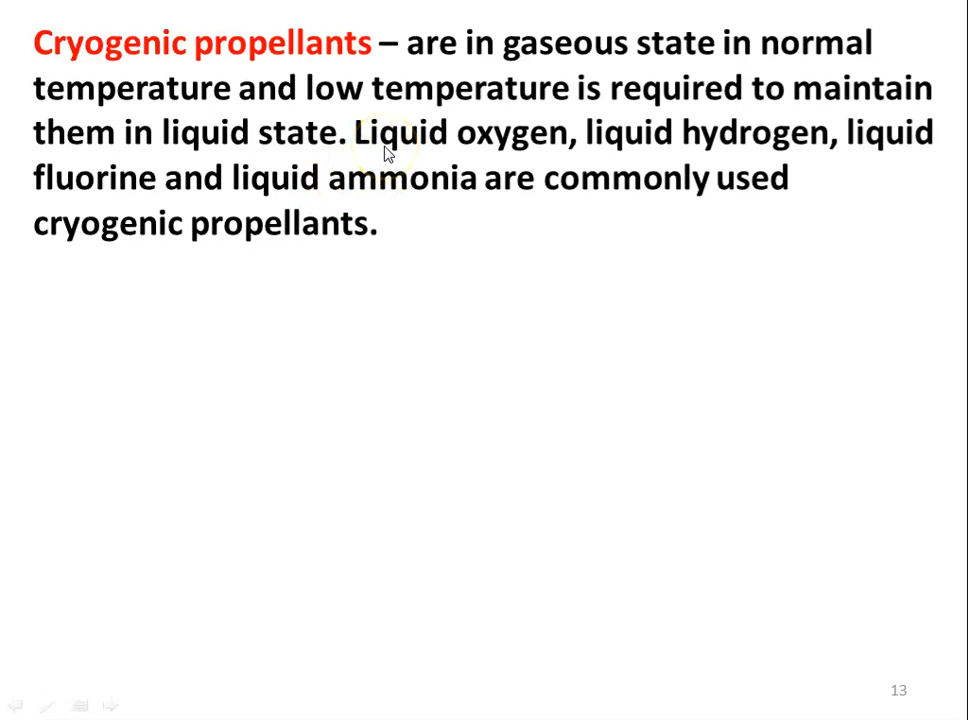 Cryogenic propellants – are in gaseous state in normal
temperature and low temperature is required to maintain
them in liquid state. Liquid oxygen, liquid hydrogen, liquid
fluorine and liquid ammonia are commonly used
cryogenic propellants.
13